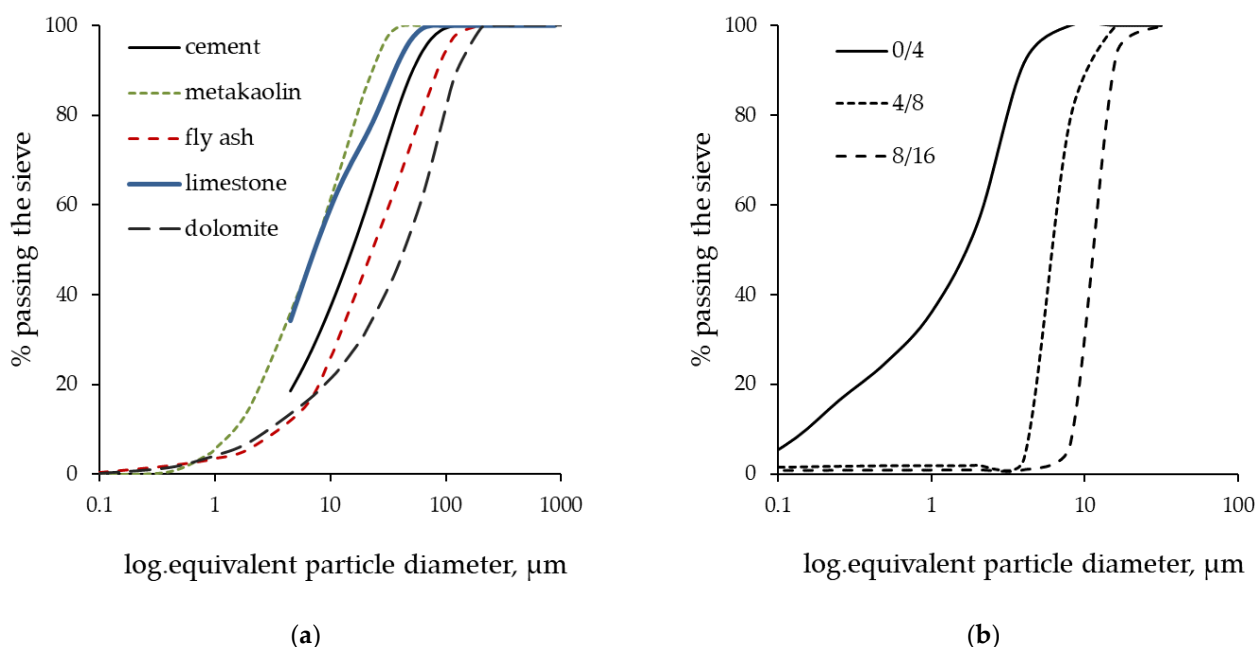 100
80
60
40
20
0
% passing the sieve
cement
metakaolin
fly ash
limestone
dolomite
0.1 1 10 100 1000
log.equivalent particle diameter, µm
(a)
100
80
60
40
20
0
% passing the sieve
0/4
4/8
8/16
0.1 1 10 100
log.equivalent particle diameter, µm
(b)